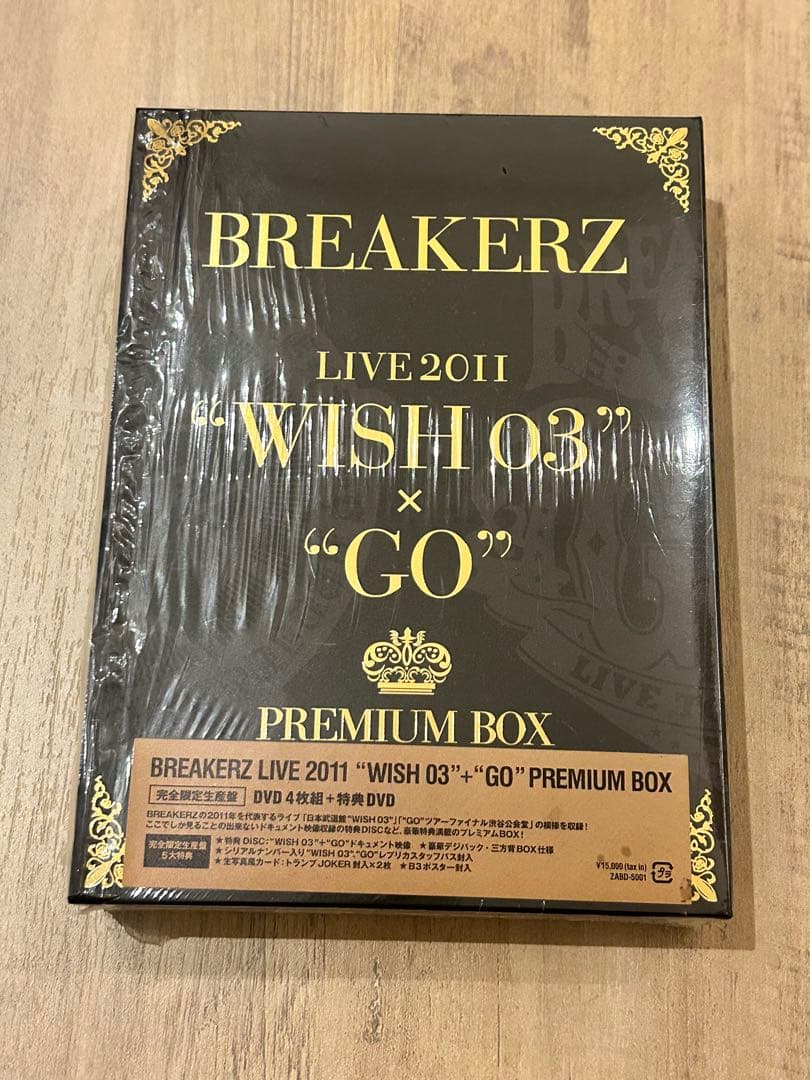 BREAKERZ
LIVE 2011
“WISH 03”
×
“GO”
PREMIUM BOX
BREAKERZ LIVE 2011 “WISH 03”+“GO” PREMIUM BOX
完全限定生産盤 DVD 4枚組+特典DVD
BREAKERZの2011年を代表するライブ「日本武道館“WISH 03”」「“GO”ツアーファイナル渋谷公会堂」の模様を収録!
ここでしか見ることの出来ないドキュメント映像収録の特典DISCなど、豪華特典満載のプレミアムBOX!
完全限定生産盤
5大特典
★特典DISC:“WISH 03”+“GO”ドキュメント映像 ★豪華デジパック・三方背BOX仕様
★シリアルナンバー入り“WISH 03”,“GO”レプリカスタッフパス封入
★生写真風カード:トランプJOKER封入×2枚 ★B3ポスター封入
¥15,000 (tax in)
ZABD-5001
プラ
LIVE